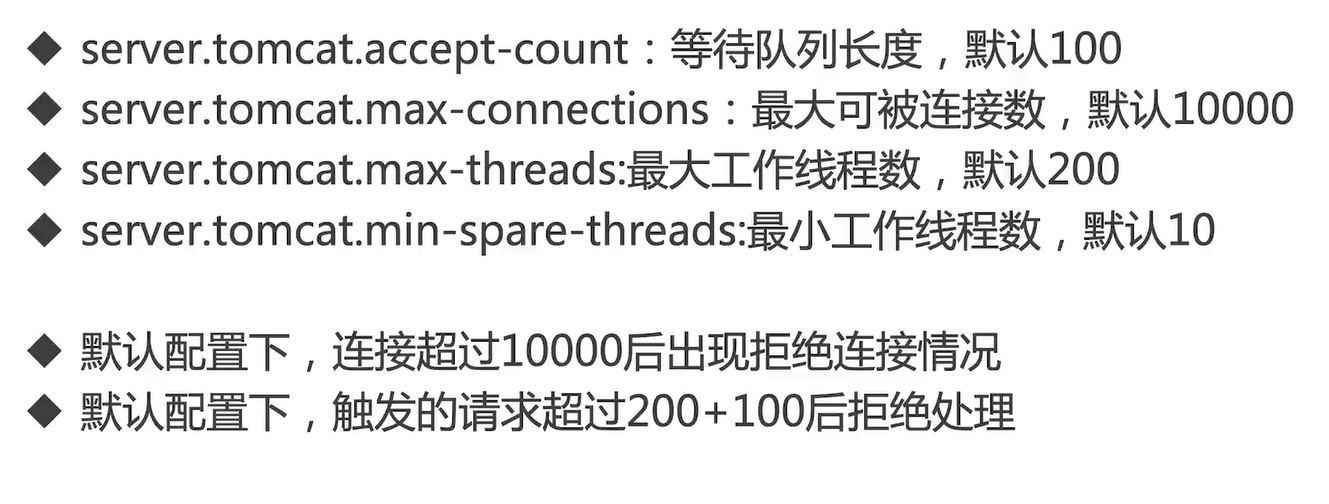 ◆ server.tomcat.accept-count：等待队列长度，默认100
◆ server.tomcat.max-connections：最大可被连接数，默认10000
◆ server.tomcat.max-threads:最大工作线程数，默认200
◆ server.tomcat.min-spare-threads:最小工作线程数，默认10
◆ 默认配置下，连接超过10000后出现拒绝连接情况
◆ 默认配置下，触发的请求超过200+100后拒绝处理